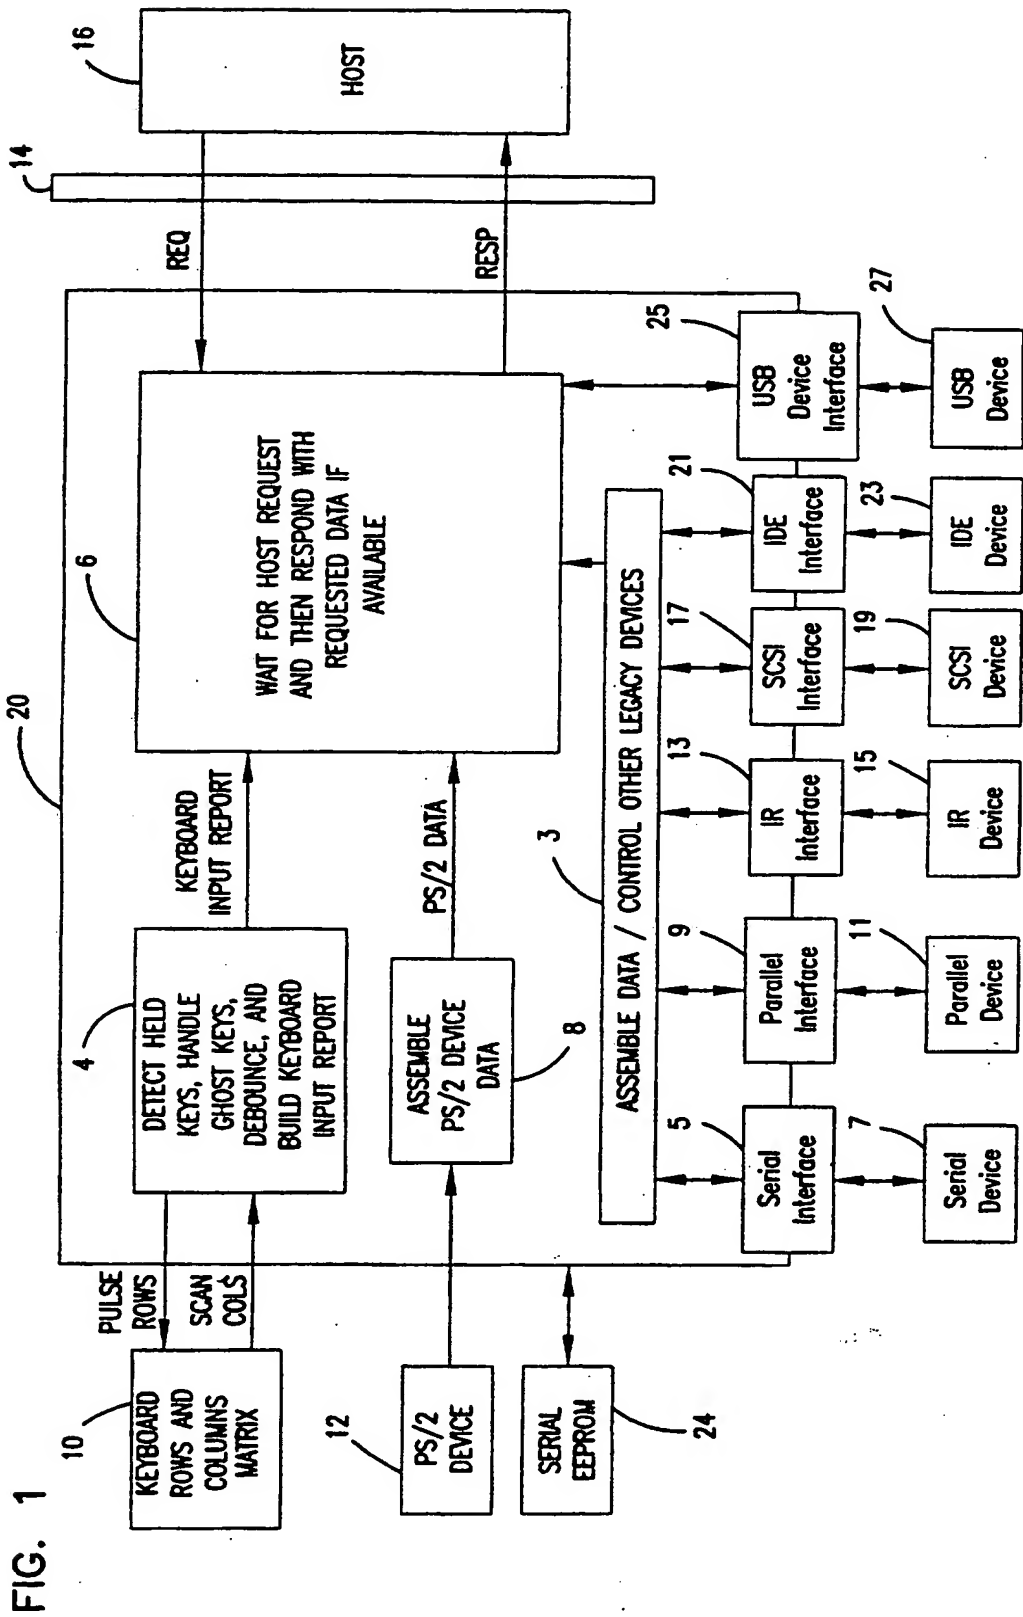 FIG. 1
20
16
14
10
KEYBOARD
ROWS AND
COLUMNS
MATRIX
PULSE
ROWS
SCAN
COLS
4
DETECT HELD
KEYS, HANDLE
GHOST KEYS,
DEBOUNCE, AND
BUILD KEYBOARD
INPUT REPORT
KEYBOARD
INPUT REPORT
6
WAIT FOR HOST REQUEST
AND THEN RESPOND WITH
REQUESTED DATA IF
AVAILABLE
REQ
RESP
HOST
12
PS/2
DEVICE
ASSEMBLE
PS/2 DEVICE
DATA
8
PS/2 DATA
SERIAL
EEPROM
24
3
ASSEMBLE DATA / CONTROL OTHER LEGACY DEVICES
5
Serial
Interface
9
Parallel
Interface
13
IR
Interface
17
SCSI
Interface
21
IDE
Interface
25
USB
Device
Interface
7
Serial
Device
11
Parallel
Device
15
IR
Device
19
SCSI
Device
23
IDE
Device
27
USB
Device